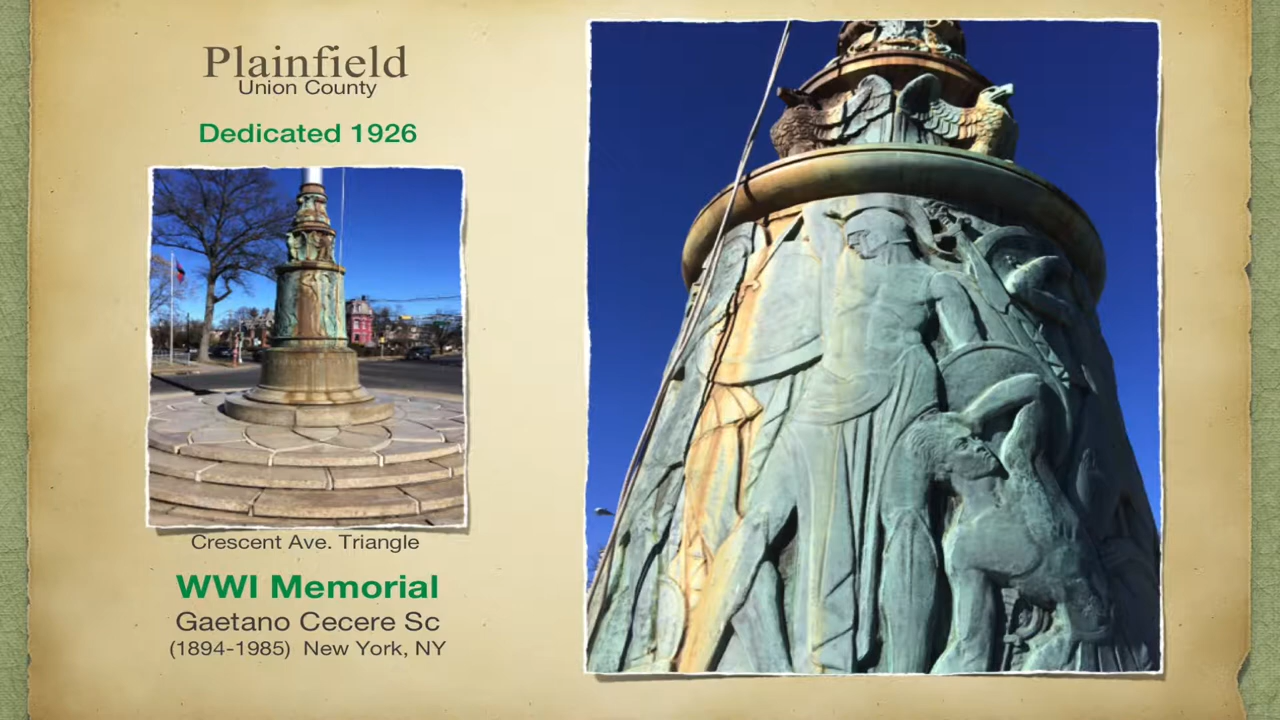 Plainfield
Union County
Dedicated 1926
Crescent Ave. Triangle
WWI Memorial
Gaetano Cecere Sc
(1894-1985) New York, NY